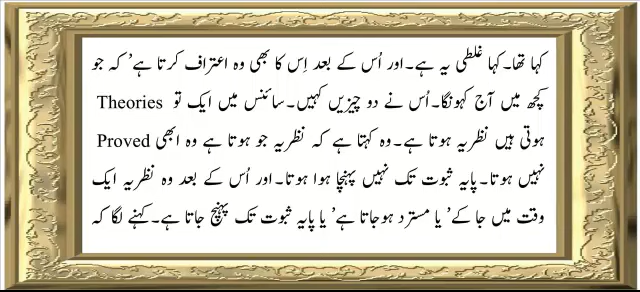 کہا تھا۔کہا غلطی یہ ہے۔اور اُس کے بعد اِس کا بھی وہ اعتراف کرتا ہے’ کہ جو
کچھ میں آج کہونگا۔اُس نے دو چیزیں کہیں۔سائنس میں ایک تو Theories
ہوتی ہیں نظریہ ہوتا ہے۔وہ کہتا ہے کہ نظریہ جو ہوتا ہے وہ ابھی Proved
نہیں ہوتا۔پایہ ثبوت تک نہیں پہنچا ہوا ہوتا۔اور اُس کے بعد وہ نظریہ ایک
وقت میں جا کے’ یا مسترد ہوجاتا ہے’ یا پایہ ثبوت تک پہنچ جاتا ہے۔کہنے لگا کہ